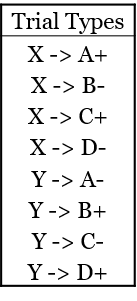 Trial Types
X -> A+
X -> B-
X -> C+
X -> D-
Y -> A-
Y -> B+
Y -> C-
Y -> D+